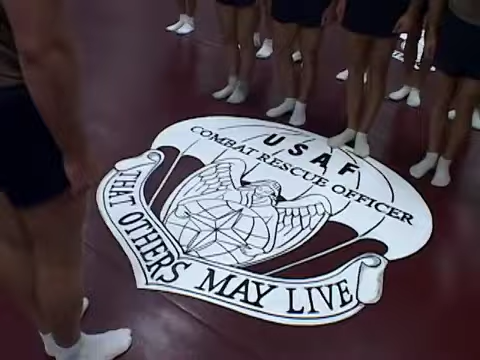 USAF
COMBAT RESCUE OFFICER
THAT OTHERS MAY LIVE